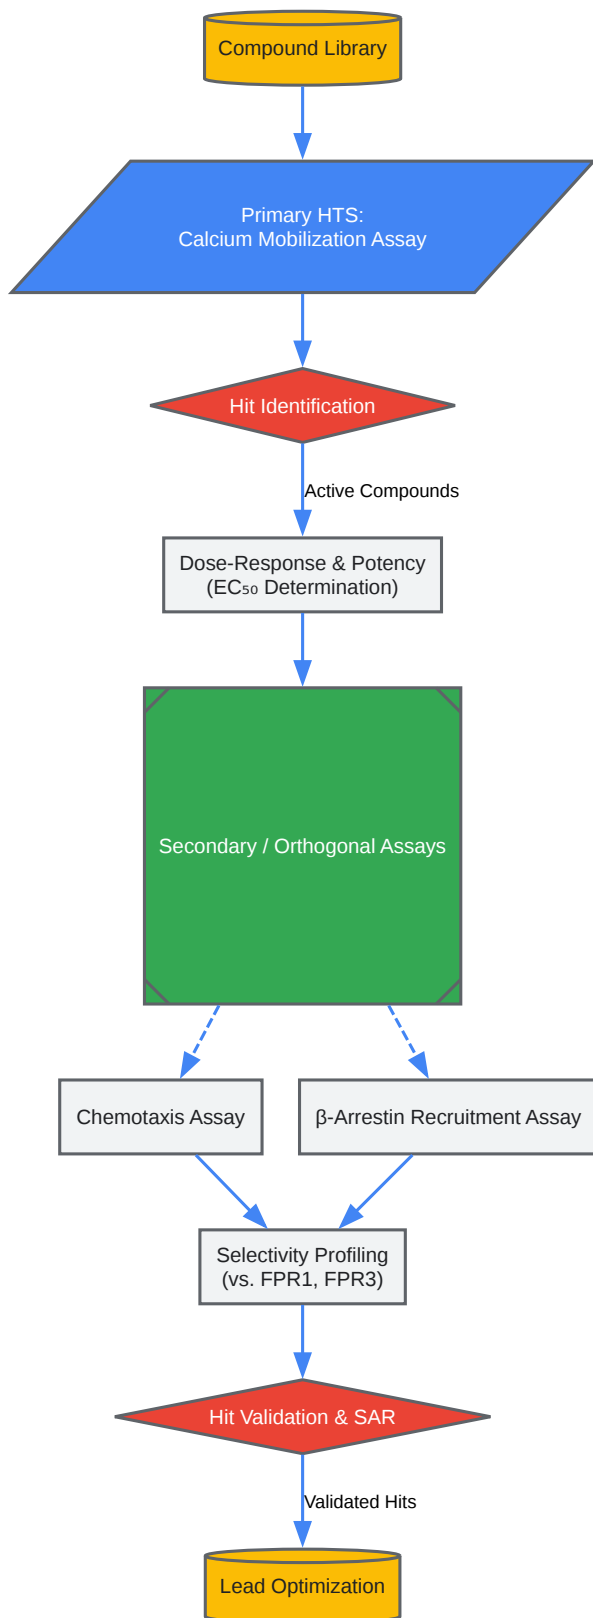 Compound Library
Primary HTS:
Calcium Mobilization Assay
Hit Identification
Active Compounds
Dose-Response & Potency
(EC₅₀ Determination)
Secondary / Orthogonal Assays
Chemotaxis Assay
β-Arrestin Recruitment Assay
Selectivity Profiling
(vs. FPR1, FPR3)
Hit Validation & SAR
Validated Hits
Lead Optimization